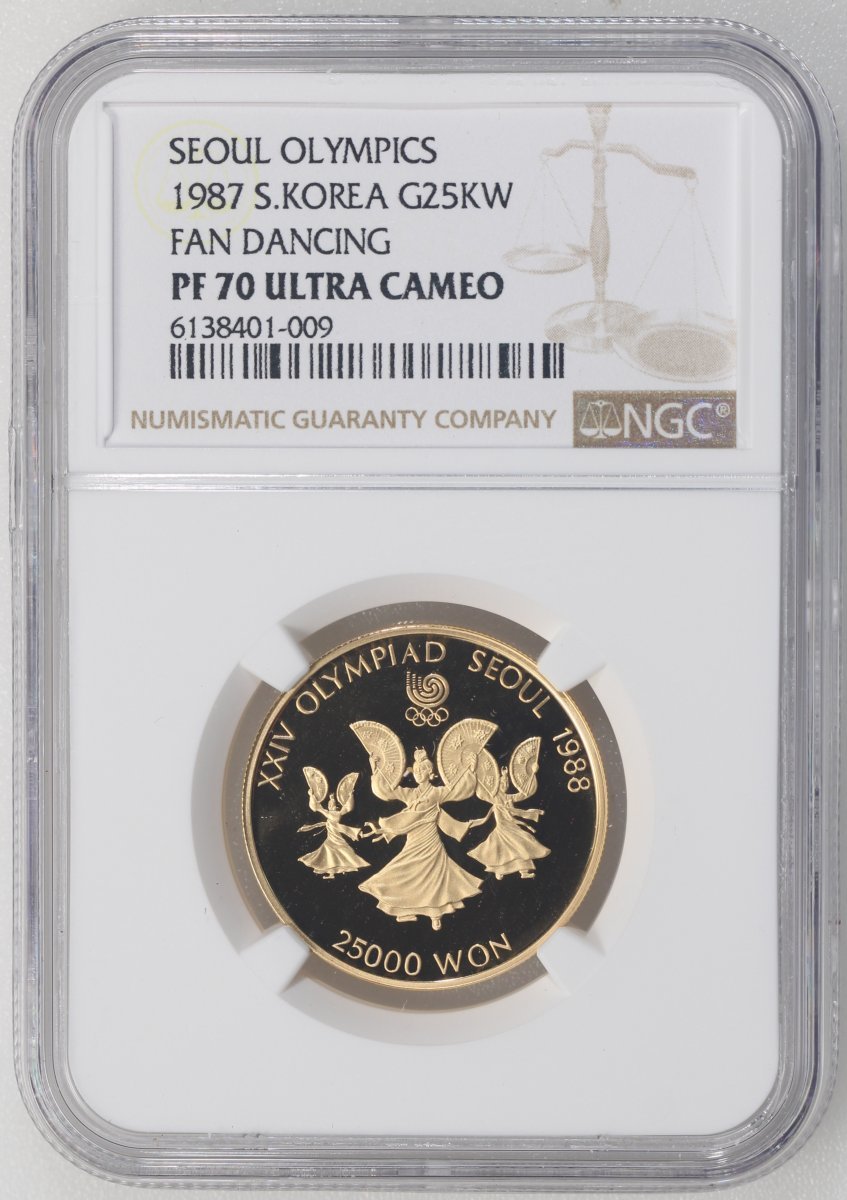 SEOUL OLYMPICS
1987 S.KOREA G25KW
FAN DANCING
PF 70 ULTRA CAMEO
6138401-009
NUMISMATIC GUARANTY COMPANY
NGC®
XXIV OLYMPIAD SEOUL 1988
25000 WON